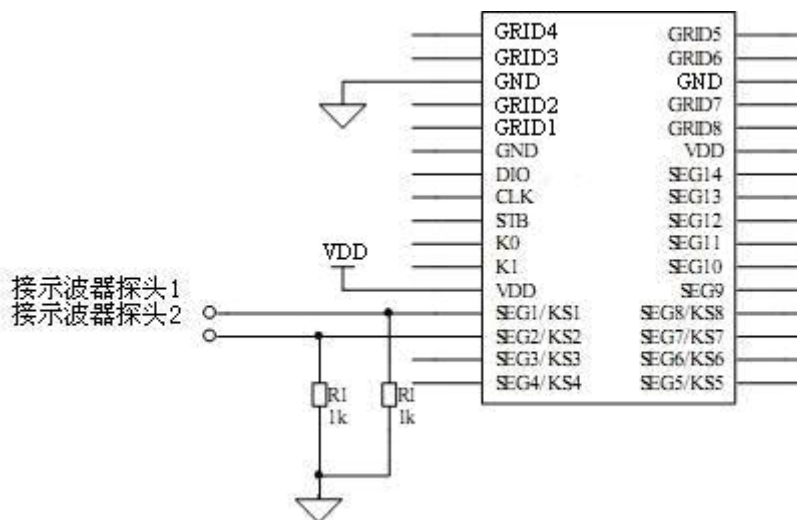 GRID4 GRID5
GRID3 GRID6
GND GND
GRID2 GRID7
GRID1 GRID8
GND VDD
DIO SEG14
CLK SEG13
STB SEG12
K0 SEG11
VDD
K1 SEG10
接示波器探头1
VDD SEG9
接示波器探头2
SEG1/KS1 SEG8/KS8
SEG2/KS2 SEG7/KS7
SEG3/KS3 SEG6/KS6
SEG4/KS4 SEG5/KS5
R1 R1
1k 1k